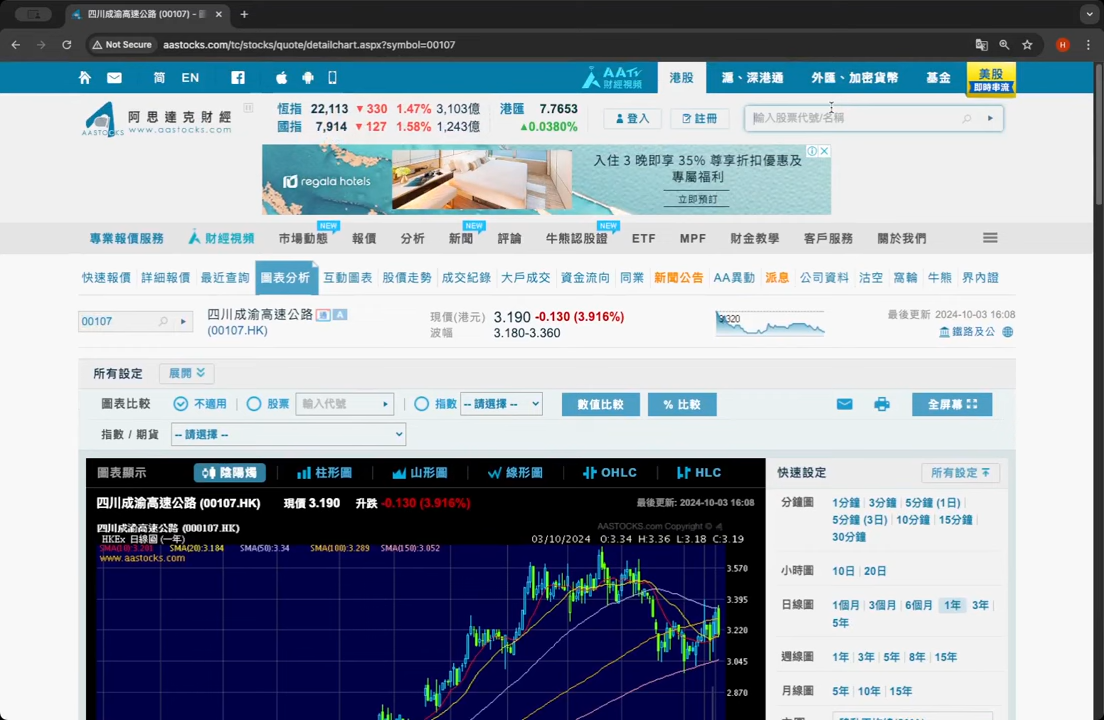 四川成渝高速公路 (00107) -
Not Secure aastocks.com/tc/stocks/quote/detailchart.aspx?symbol=00107
H
简 EN
AATV 財經視頻 港股 滬、深港通 外匯、加密貨幣 基金 美股 即時串流
阿思達克財經
www.aastocks.com
AASTOCKS
恆指 22,113 ▼330 1.47% 3,103億 港匯 7.7653
國指 7,914 ▼127 1.58% 1,243億 ▲0.0380%
登入 註冊 輸入股票代號/名稱
regala hotels
入住 3 晚即享 35% 尊享折扣優惠及
專屬福利
立即預訂
專業報價服務 財經視頻 市場動態 NEW 報價 分析 新聞 NEW 評論 牛熊認股證 NEW ETF MPF 財金教學 客戶服務 關於我們
快速報價 詳細報價 最近查詢 圖表分析 互動圖表 股價走勢 成交紀錄 大戶成交 資金流向 同業 新聞公告 AA異動 派息 公司資料 沽空 窩輪 牛熊 界內證
00107
四川成渝高速公路 通 A
(00107.HK)
現價(港元) 3.190 -0.130 (3.916%)
波幅 3.180-3.360
3.320
最後更新 2024-10-03 16:08
鐵路及公
所有設定 展開
圖表比較 不適用 股票 輸入代號 指數 -- 請選擇 -- 數值比較 % 比較 全屏幕
指數 / 期貨 -- 請選擇 --
圖表顯示 陰陽燭 柱形圖 山形圖 線形圖 OHLC HLC
四川成渝高速公路 (00107.HK) 現價 3.190 升跌 -0.130 (3.916%) 最後更新: 2024-10-03 16:08
四川成渝高速公路 (000107.HK)
AASTOCKS.com Copyright ©
HKEx 日線圖 (一年)
03/10/2024 O:3.34 H:3.36 L:3.18 C:3.19
SMA(10):3.201 SMA(20):3.184 SMA(50):3.34 SMA(100):3.289 SMA(150):3.052
www.aastocks.com
3.570
3.395
3.220
3.045
2.870
快速設定 所有設定
分鐘圖 1分鐘 3分鐘 5分鐘 (1日)
5分鐘 (3日) 10分鐘 15分鐘
30分鐘
小時圖 10日 20日
日線圖 1個月 3個月 6個月 1年 3年
5年
週線圖 1年 3年 5年 8年 15年
月線圖 5年 10年 15年